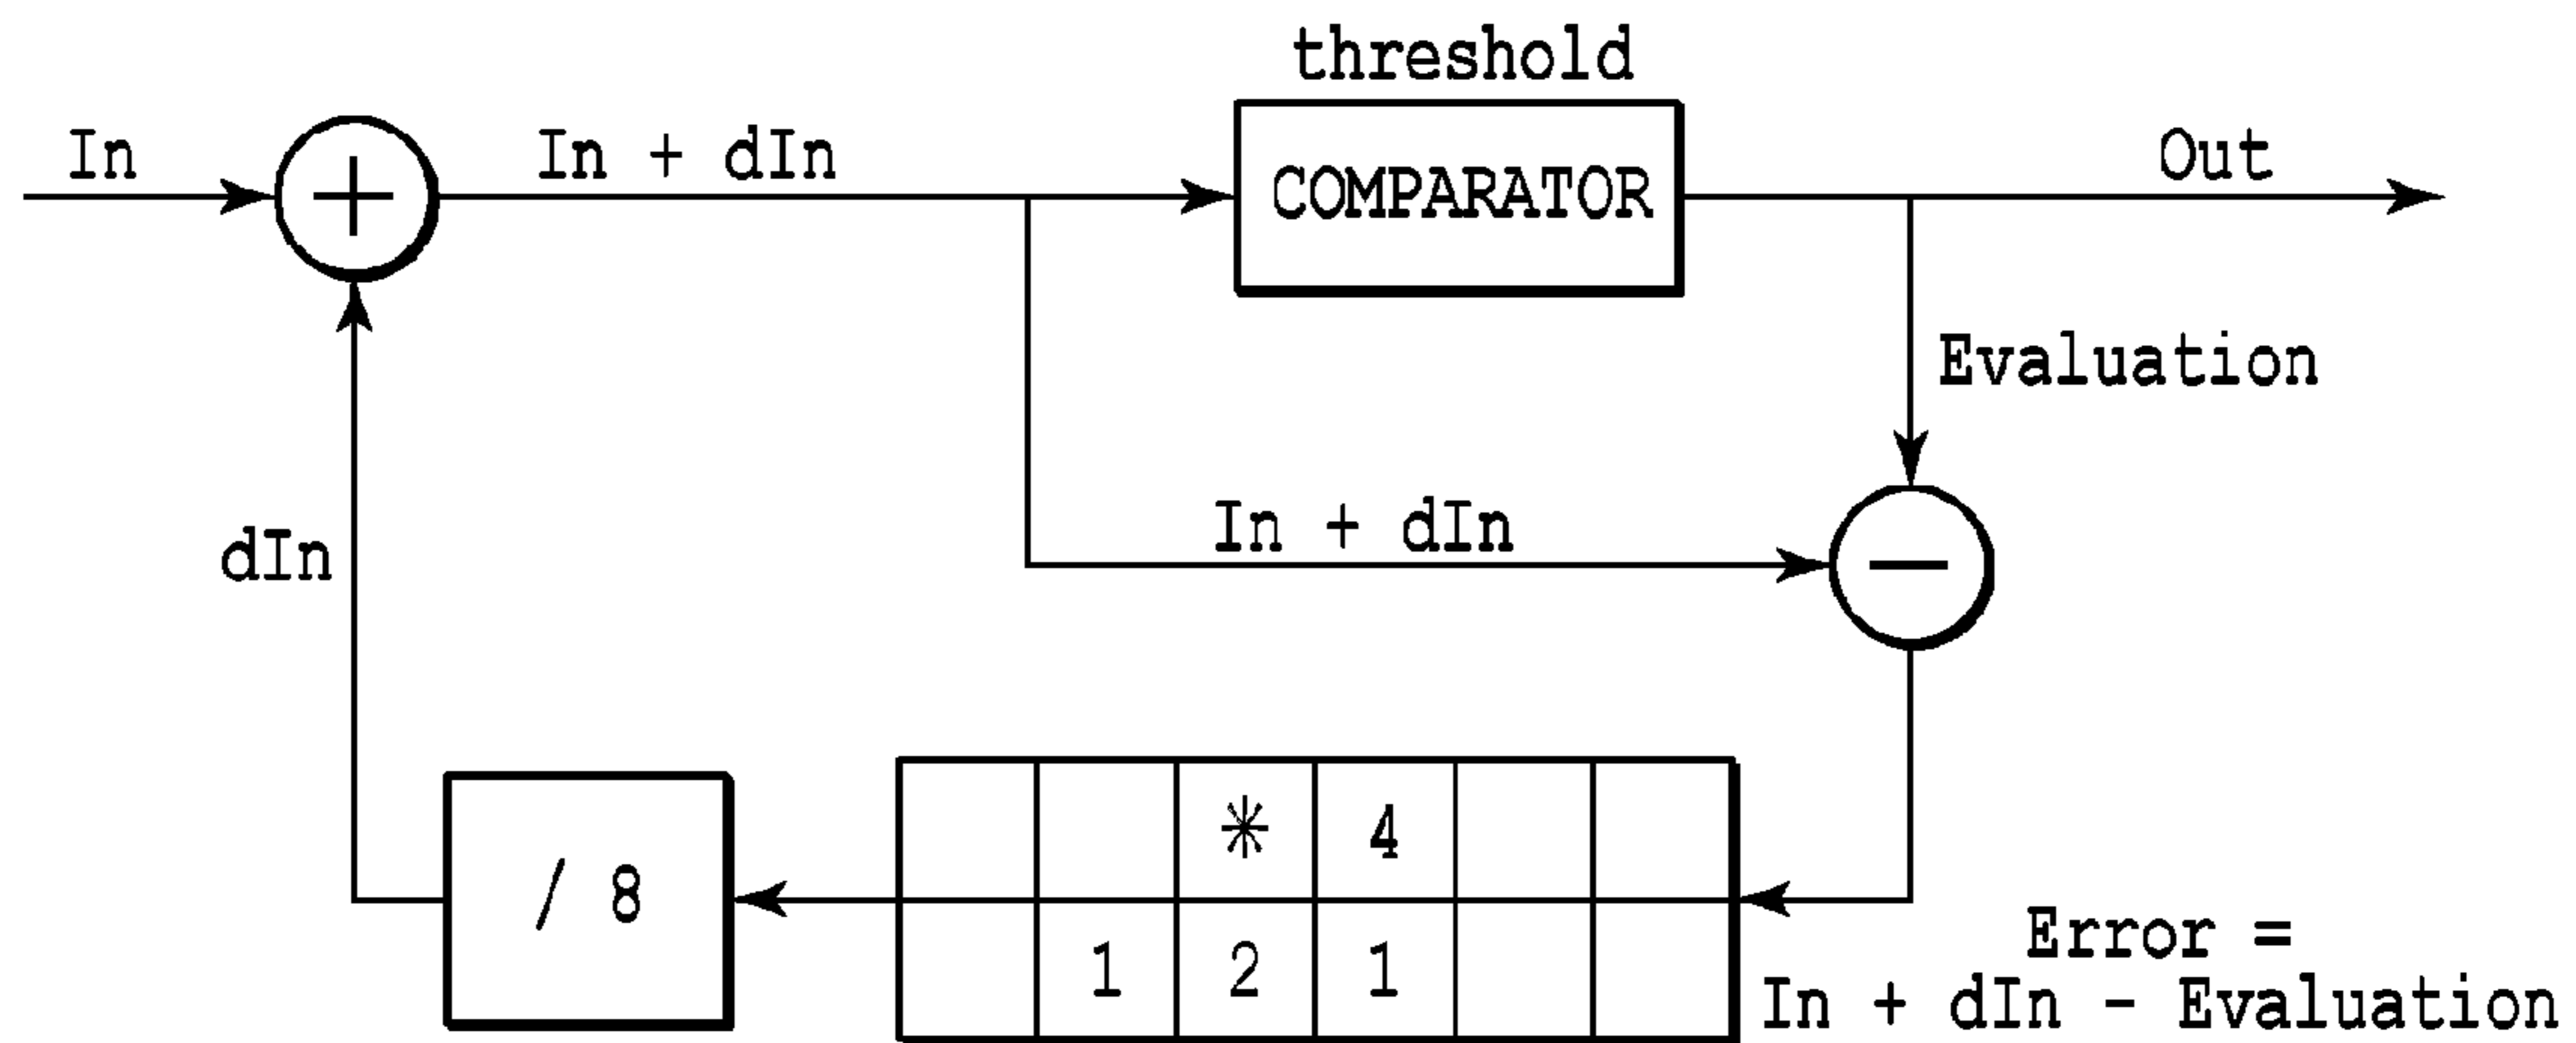 threshold
In
In + dIn
COMPARATOR
Out
Evaluation
In + dIn
dIn
/ 8
* 4
1 2 1
Error =
In + dIn - Evaluation